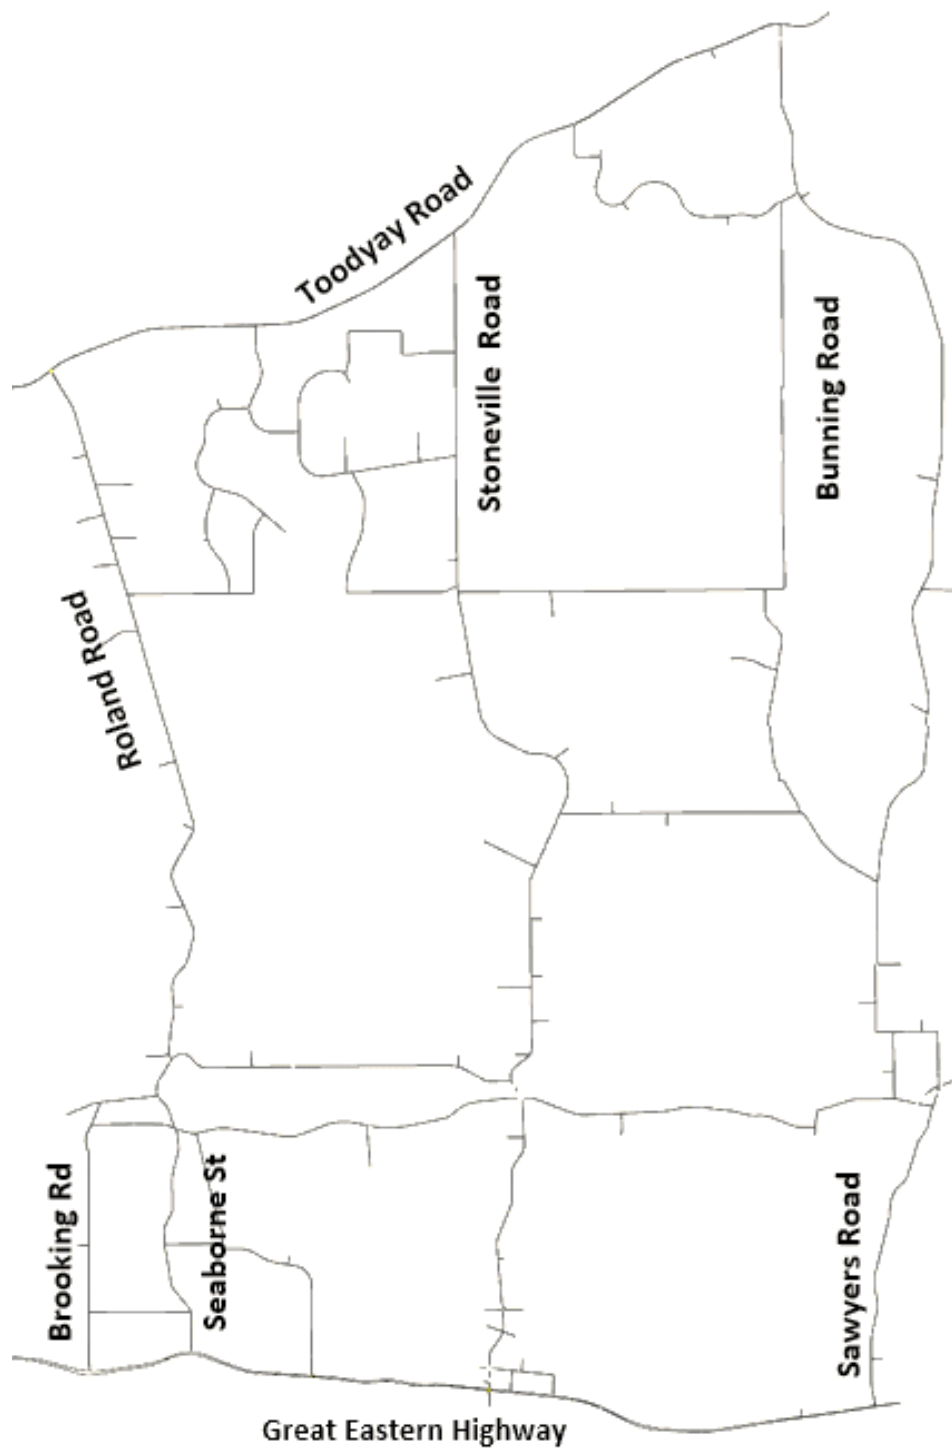 Toodyay Road
Stoneville Road
Bunning Road
Roland Road
Brooking Rd
Seaborne St
Sawyers Road
Great Eastern Highway